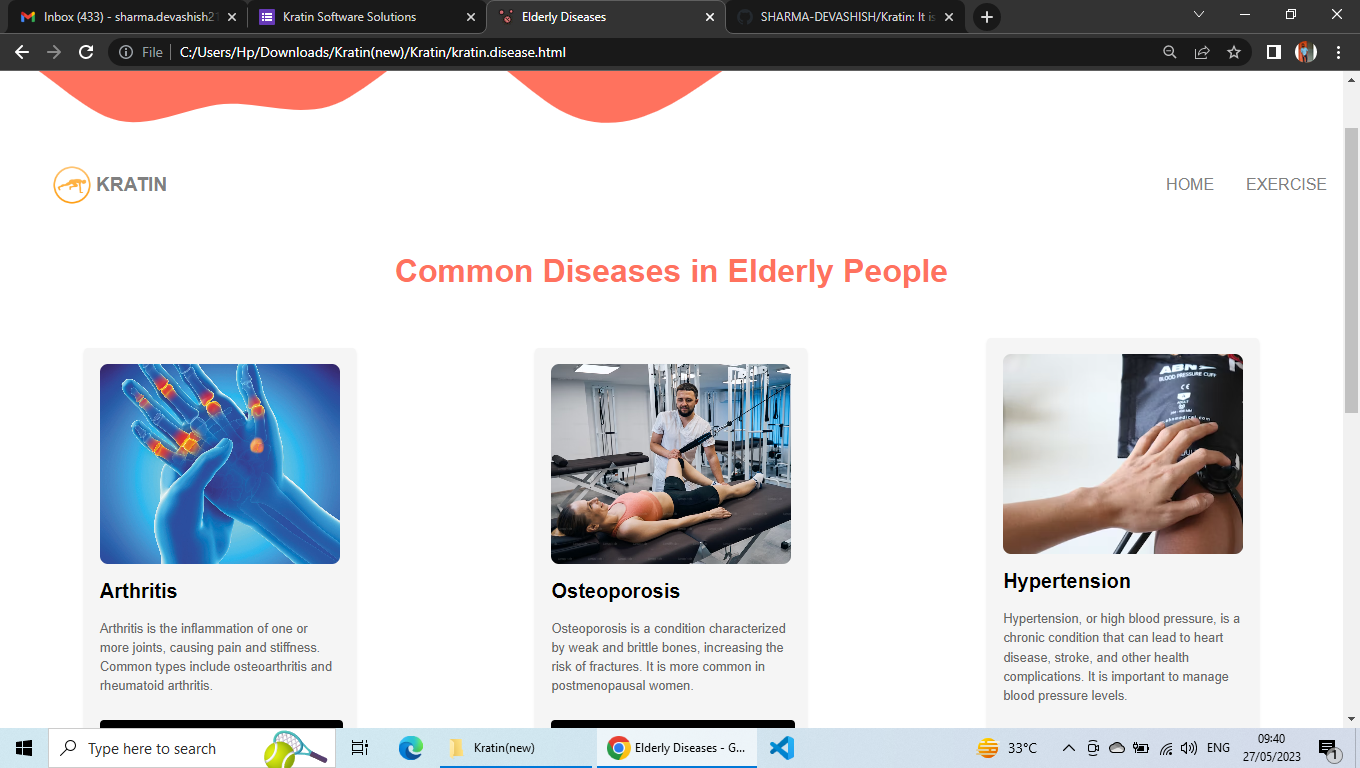 Inbox (433) - sharma.devashish21
Kratin Software Solutions
Elderly Diseases
SHARMA-DEVASHISH/Kratin: It is
File
C:/Users/Hp/Downloads/Kratin(new)/Kratin/kratin.disease.html
KRATIN
HOME
EXERCISE
Common Diseases in Elderly People
ABN
BLOOD PRESSURE CUFF
CE
Arthritis
Arthritis is the inflammation of one or
more joints, causing pain and stiffness.
Common types include osteoarthritis and
rheumatoid arthritis.
Osteoporosis
Osteoporosis is a condition characterized
by weak and brittle bones, increasing the
risk of fractures. It is more common in
postmenopausal women.
Hypertension
Hypertension, or high blood pressure, is a
chronic condition that can lead to heart
disease, stroke, and other health
complications. It is important to manage
blood pressure levels.
Type here to search
Kratin(new)
Elderly Diseases - G...
33°C
ENG
09:40
27/05/2023
1